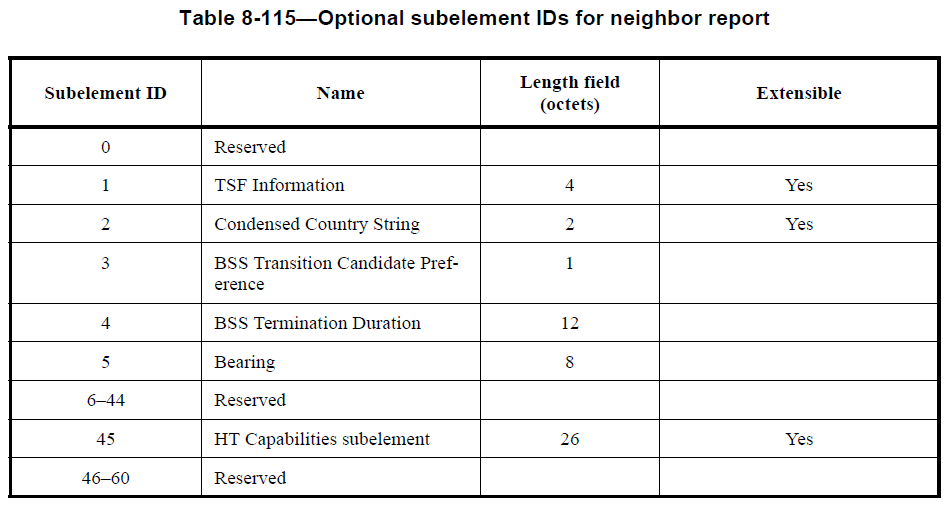 Table 8-115—Optional subelement IDs for neighbor report
Subelement ID Name Length field (octets) Extensible
0 Reserved
1 TSF Information 4 Yes
2 Condensed Country String 2 Yes
3 BSS Transition Candidate Pref- 1
erence
4 BSS Termination Duration 12
5 Bearing 8
6–44 Reserved
45 HT Capabilities subelement 26 Yes
46–60 Reserved